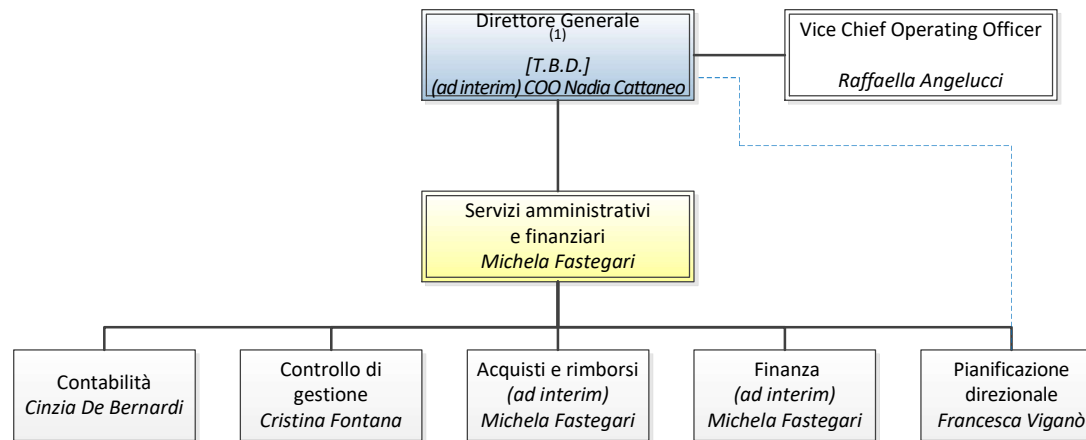 Direttore Generale
(1)
[T.B.D.]
(ad interim) COO Nadia Cattaneo
Vice Chief Operating Officer
Raffaella Angelucci
Servizi amministrativi
e finanziari
Michela Fastegari
Contabilità
Cinzia De Bernardi
Controllo di
gestione
Cristina Fontana
Acquisti e rimborsi
(ad interim)
Michela Fastegari
Finanza
(ad interim)
Michela Fastegari
Pianificazione
direzionale
Francesca Viganò